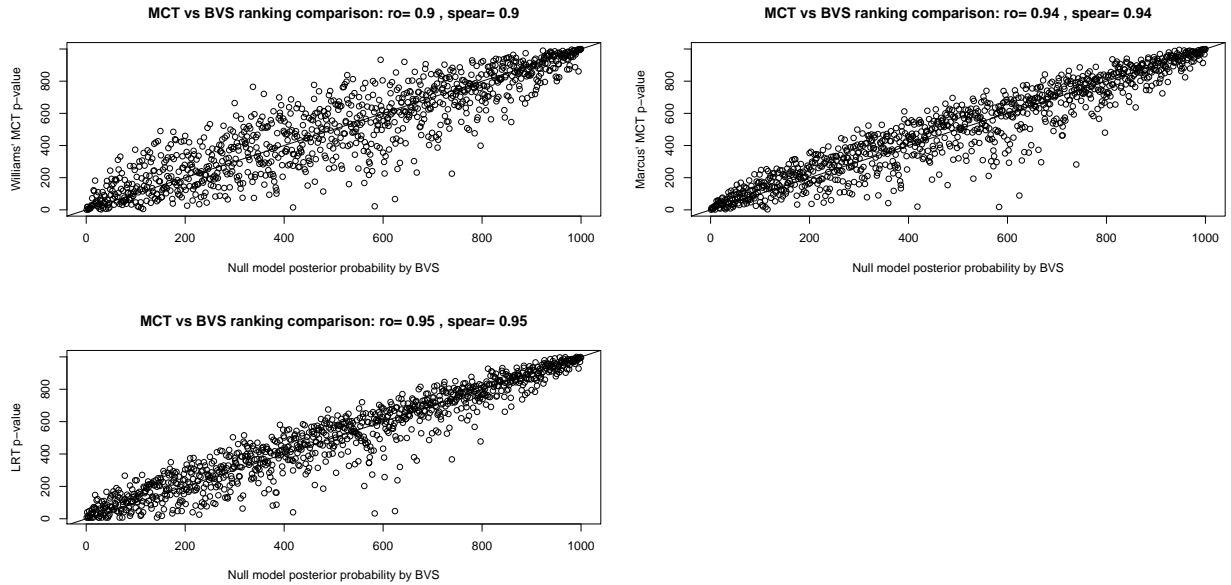 MCT vs BVS ranking comparison: ro= 0.9 , spear= 0.9
Williams' MCT p−value
0 200 400 600 800
0 200 400 600 800 1000
Null model posterior probability by BVS
MCT vs BVS ranking comparison: ro= 0.94 , spear= 0.94
Marcus' MCT p−value
0 200 400 600 800
0 200 400 600 800 1000
Null model posterior probability by BVS
MCT vs BVS ranking comparison: ro= 0.95 , spear= 0.95
LRT p−value
0 200 400 600 800
0 200 400 600 800 1000
Null model posterior probability by BVS